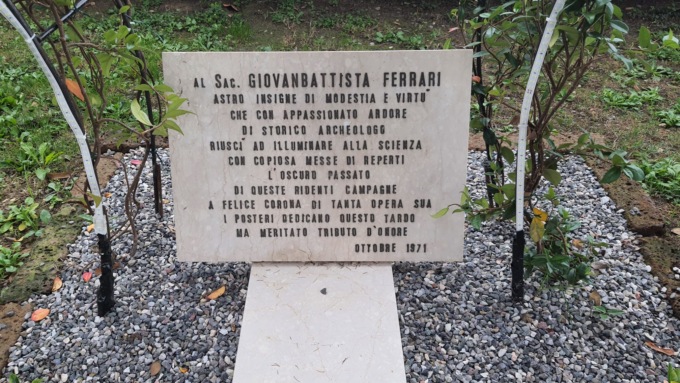 AL SAC. GIOVANBATTISTA FERRARI
ASTRO INSIGNE DI MODESTIA E VIRTU'
CHE CON APPASSIONATO ARDORE
DI STORICO ARCHEOLOGO
RIUSCI' AD ILLUMINARE ALLA SCIENZA
CON COPIOSA MESSE DI REPERTI
L'OSCURO PASSATO
DI QUESTE RIDENTI CAMPAGNE
A FELICE CORONA DI TANTA OPERA SUA
I POSTERI DEDICANO QUESTO TARDO
MA MERITATO TRIBUTO D'ONORE
OTTOBRE 1971